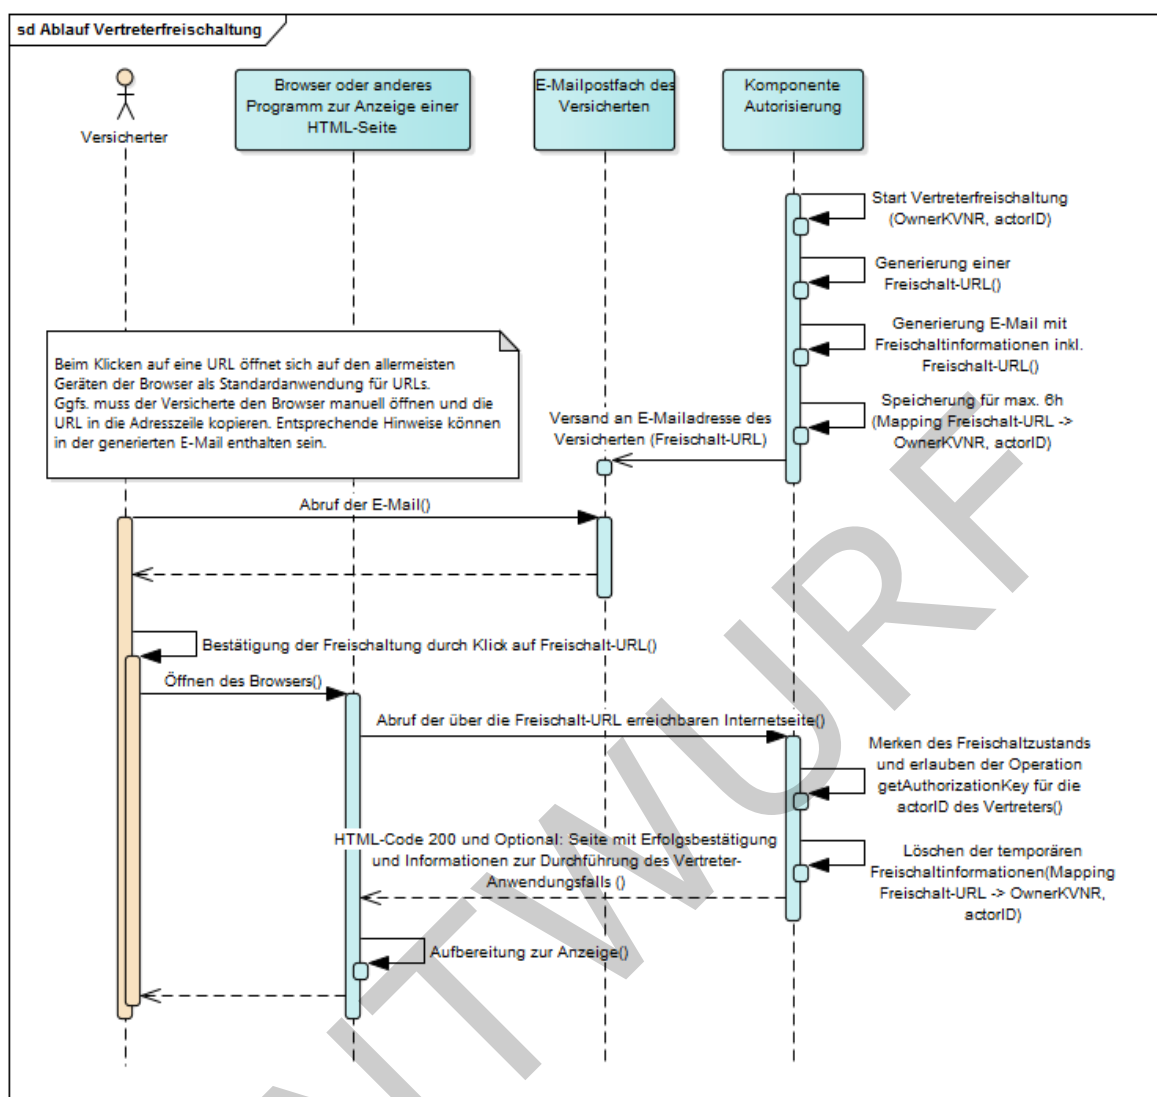 sd Ablauf Vertreterfreischaltung
Versicherter
Browser oder anderes
Programm zur Anzeige einer
HTML-Seite
E-Mailpostfach des
Versicherten
Komponente
Autorisierung
Start Vertreterfreischaltung
(OwnerKVNR, actorID)
Generierung einer
Freischalt-URL()
Generierung E-Mail mit
Freischaltinformationen inkl.
Freischalt-URL()
Speicherung für max. 6h
(Mapping Freischalt-URL ->
OwnerKVNR, actorID)
Beim Klicken auf eine URL öffnet sich auf den allermeisten
Geräten der Browser als Standardanwendung für URLs.
Ggfs. muss der Versicherte den Browser manuell öffnen und die
URL in die Adresszeile kopieren. Entsprechende Hinweise können
in der generierten E-Mail enthalten sein.
Versand an E-Mailadresse des
Versicherten (Freischalt-URL)
Abruf der E-Mail()
Bestätigung der Freischaltung durch Klick auf Freischalt-URL()
Öffnen des Browsers()
Abruf der über die Freischalt-URL erreichbaren Internetseite()
Merken des Freischaltzustands
und erlauben der Operation
getAuthorizationKey für die
actorID des Vertreters()
HTML-Code 200 und Optional: Seite mit Erfolgsbestätigung
und Informationen zur Durchführung des Vertreter-
Anwendungsfalls ()
Löschen der temporären
Freischaltinformationen(Mapping
Freischalt-URL -> OwnerKVNR,
actorID)
Aufbereitung zur Anzeige()
ENTWURF